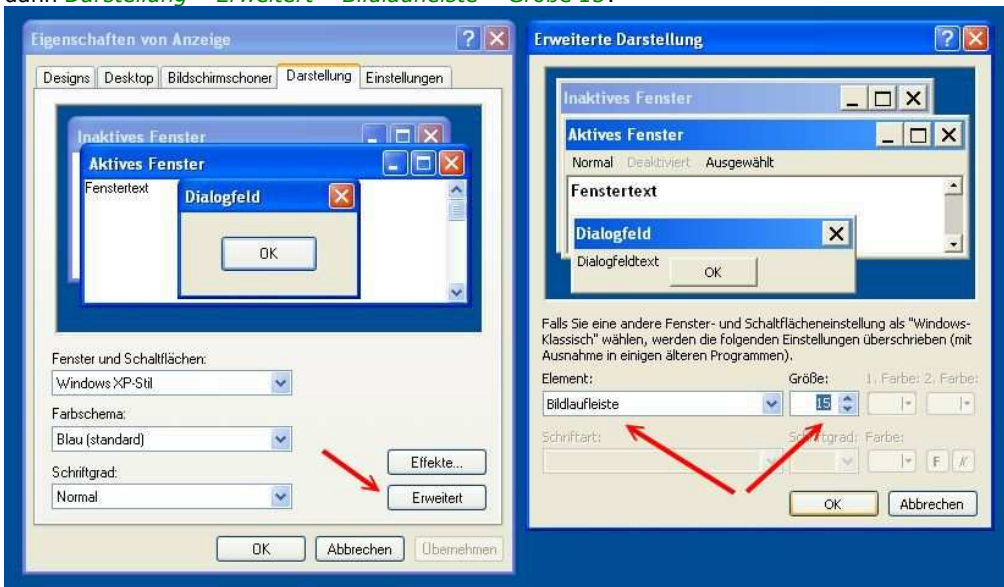 Eigenschaften von Anzeige
Designs Desktop Bildschirmschoner Darstellung Einstellungen
Inaktives Fenster
Aktives Fenster
Fenstertext
Dialogfeld
OK
Fenster und Schaltflächen:
Windows XP-Stil
Farbschema:
Blau (standard)
Schriftgrad:
Normal
Effekte...
Erweitert
OK Abbrechen Übernehmen
Erweiterte Darstellung
Inaktives Fenster
Aktives Fenster
Normal Deaktiviert Ausgewählt
Fenstertext
Dialogfeld
Dialogfeldtext
OK
Falls Sie eine andere Fenster- und Schaltflächeneinstellung als "Windows-
Klassisch" wählen, werden die folgenden Einstellungen überschrieben (mit
Ausnahme in einigen älteren Programmen).
Element: Größe: 1. Farbe: 2. Farbe:
Bildlaufleiste 15
Schriftart: Schriftgrad: Farbe:
F K
OK Abbrechen